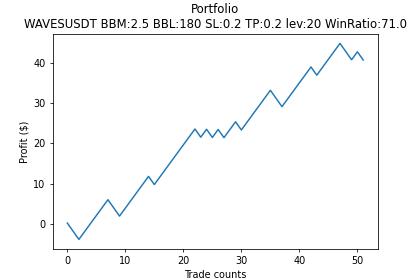 Portfolio
WAVESUSDT BBM:2.5 BBL:180 SL:0.2 TP:0.2 lev:20 WinRatio:71.0
Profit ($)
40
30
20
10
0
0 10 20 30 40 50
Trade counts